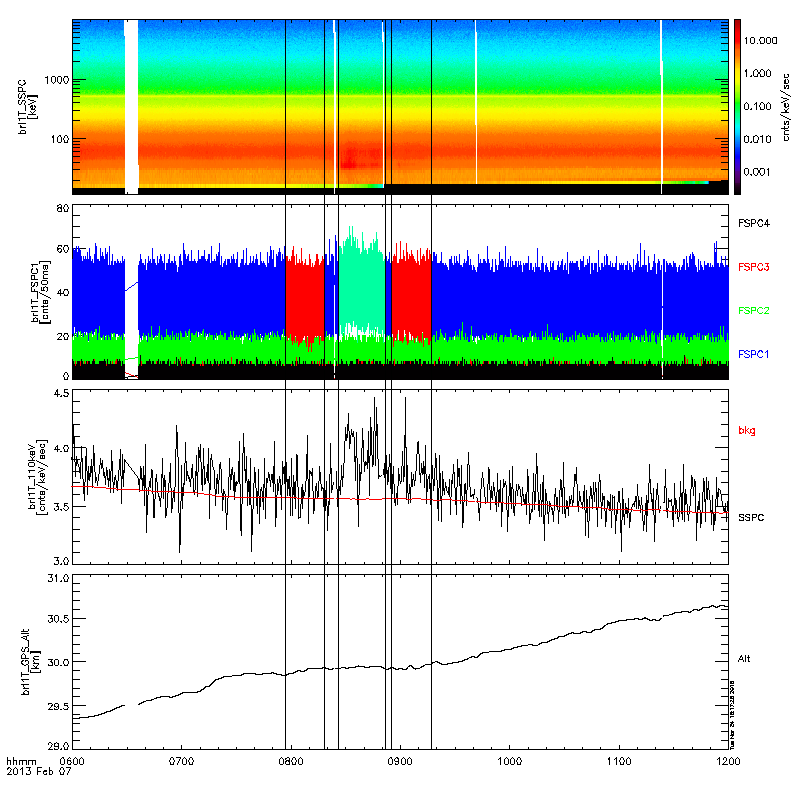 brl1T_SSPC
[keV]
1000
100
10.000
1.000
0.100
0.010
0.001
cnts/keV/sec
brl1T_FSPC1
[cnts/50ms]
80
60
40
20
0
FSPC4
FSPC3
FSPC2
FSPC1
brl1T_110keV
[cnts/keV/sec]
4.5
4.0
3.5
3.0
bkg
SSPC
brl1T_GPS_Alt
[km]
31.0
30.5
30.0
29.5
29.0
Alt
hhmm
0600 0700 0800 0900 1000 1100 1200
2013 Feb 07